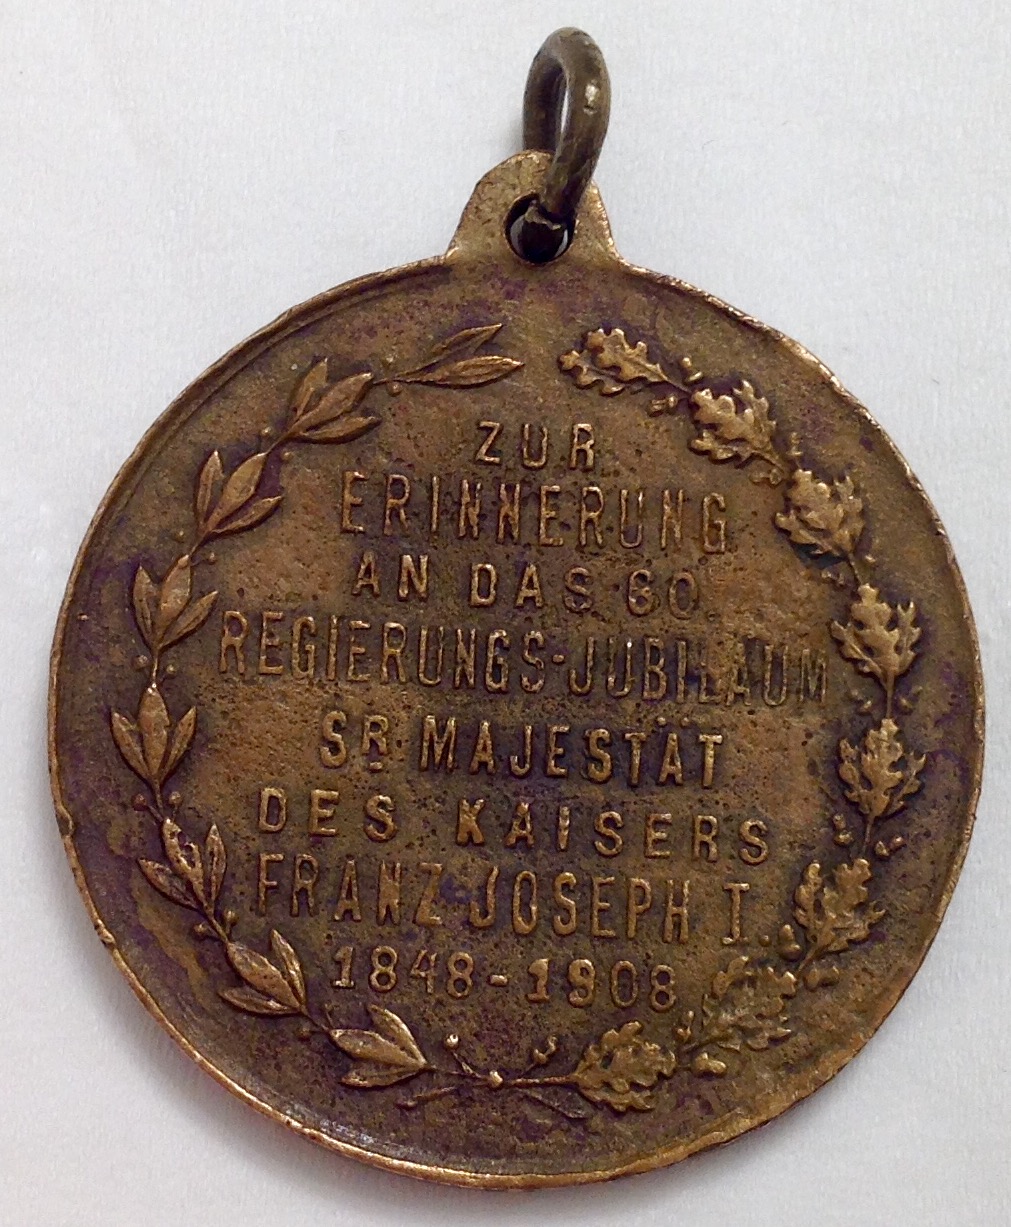 ZUR
ERINNERUNG
AN DAS 60.
REGIERUNGS-JUBILÄUM
SR MAJESTÄT
DES KAISERS
FRANZ JOSEPH I.
1848-1908